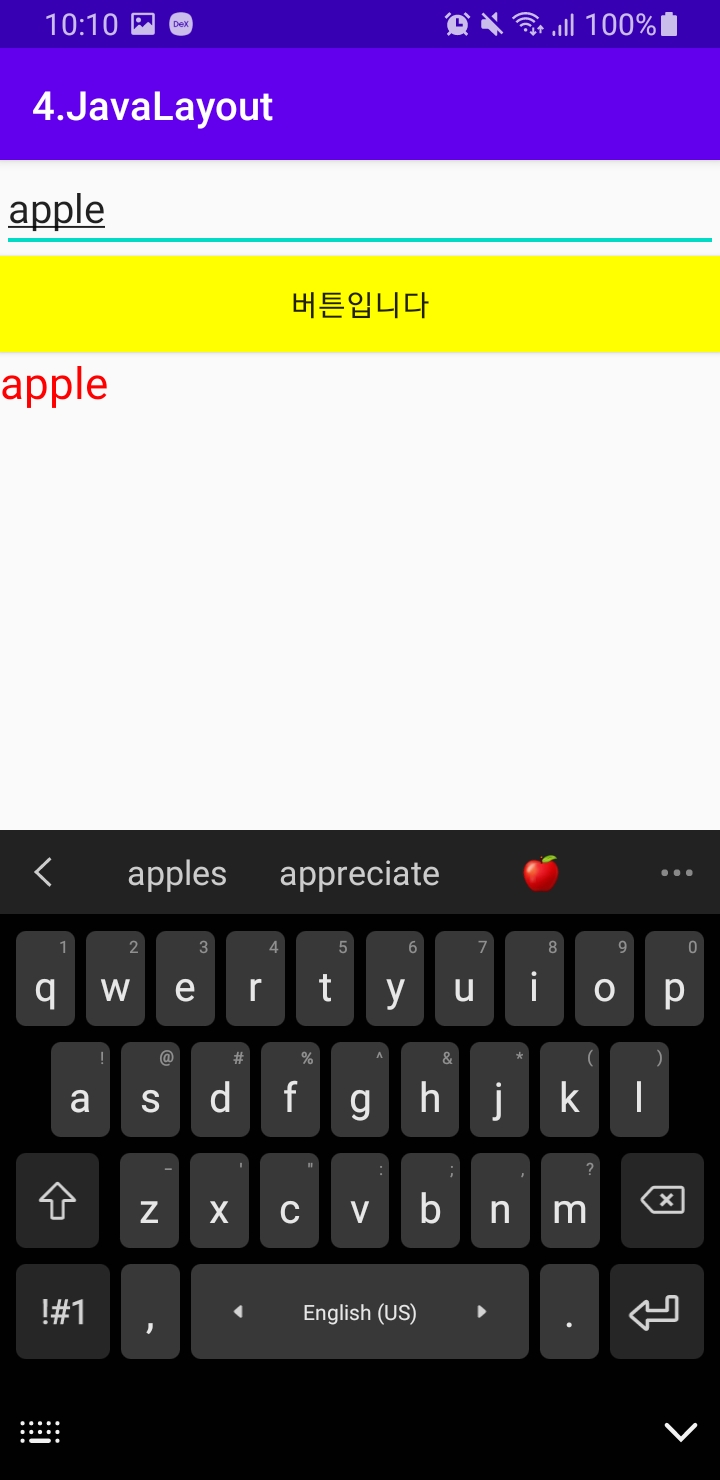 10:10 DeX 100%
4.JavaLayout
apple
버튼입니다
apple
apples appreciate
1 2 3 4 5 6 7 8 9 0
q w e r t y u i o p
! @ # % ^ & * ( )
a s d f g h j k l
– ' " : ; , ?
z x c v b n m
!#1 , English (US) .